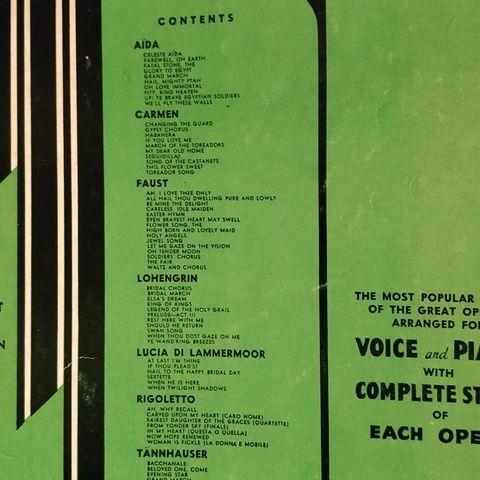 CONTENTS
AÏDA
CELESTE AÏDA
FAREWELL, OH EARTH
FATAL STONE, THE
GLORY TO EGYPT
GRAND MARCH
HAIL, MIGHTY PTAH
OH LOVE IMMORTAL
PITY, KIND HEAVEN
UP! YE BRAVE EGYPTIAN SOLDIERS
WE'LL FLY THESE WALLS
CARMEN
CHANGING THE GUARD
GYPSY CHORUS
HABANERA
IF YOU LOVE ME
MARCH OF THE TOREADORS
MY DEAR OLD HOME
SEGUIDILLA
SONG OF THE CASTANETS
THIS FLOWER SWEET
TOREADOR SONG
FAUST
AH, I LOVE THEE ONLY
ALL HAIL THOU DWELLING PURE AND LOWLY
BE MINE THE DELIGHT
CARELESS IDLE MAIDEN
EASTER HYMN
EVEN BRAVEST HEART MAY SWELL
FLOWER SONG, THE
HIGH BORN AND LOVELY MAID
HOLY ANGELS
JEWEL SONG
LET ME GAZE ON THE VISION
OH TENDER MOON
SOLDIERS' CHORUS
THE FAIR
WALTZ AND CHORUS
LOHENGRIN
BRIDAL CHORUS
BRIDAL MARCH
ELSA'S DREAM
KING OF KINGS
LEGEND OF THE HOLY GRAIL
PRELUDE—ACT III
REST HERE WITH ME
SHOULD HE RETURN
SWAN SONG
WHEN THOU DOST GAZE ON ME
YE WAND'RING BREEZES
LUCIA DI LAMMERMOOR
AT LAST I'M THINE
IF THOU PLEAD'ST
HAIL TO THE HAPPY BRIDAL DAY
SEXTETTE
WHEN HE IS HERE
WHEN TWILIGHT SHADOWS
RIGOLETTO
AH, WHY RECALL
CARVED UPON MY HEART (CARO NOME)
FAIREST DAUGHTER OF THE GRACES (QUARTETTE)
FROM YONDER SKY (FINALE)
IN MY HEART (QUESTA O QUELLA)
NOW HOPE RENEWED
WOMAN IS FICKLE (LA DONNA E MOBILE)
TANNHAUSER
BACCHANALE
BELOVED ONE, COME
EVENING STAR
GRAND MARCH
THE MOST POPULAR
OF THE GREAT OP
ARRANGED FO
VOICE and PIA
WITH
COMPLETE ST
OF
EACH OPE
T
N